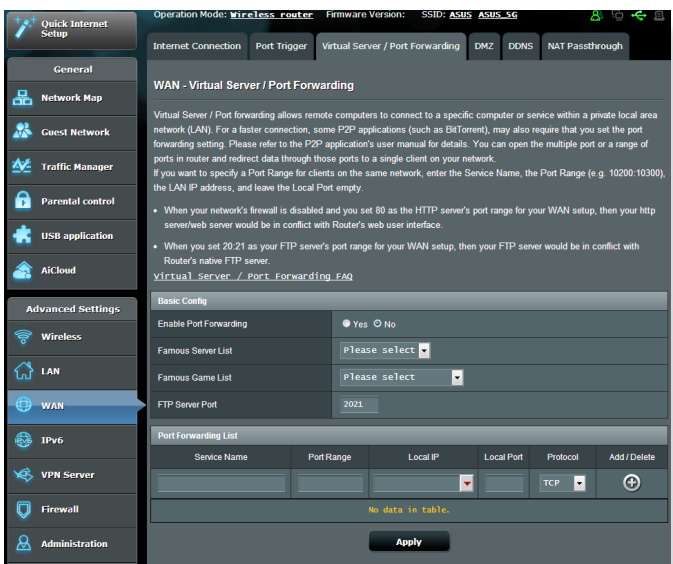 Quick Internet
Setup
General
Network Map
Guest Network
Traffic Manager
Parental control
USB application
AiCloud
Advanced Settings
Wireless
LAN
WAN
IPv6
VPN Server
Firewall
Administration
Operation Mode: Wireless router Firmware Version: SSID: ASUS ASUS_5G
Internet Connection Port Trigger Virtual Server / Port Forwarding DMZ DDNS NAT Passthrough
WAN - Virtual Server / Port Forwarding
Virtual Server / Port forwarding allows remote computers to connect to a specific computer or service within a private local area
network (LAN). For a faster connection, some P2P applications (such as BitTorrent), may also require that you set the port
forwarding setting. Please refer to the P2P application's user manual for details. You can open the multiple port or a range of
ports in router and redirect data through those ports to a single client on your network.
If you want to specify a Port Range for clients on the same network, enter the Service Name, the Port Range (e.g. 10200:10300),
the LAN IP address, and leave the Local Port empty.
• When your network's firewall is disabled and you set 80 as the HTTP server's port range for your WAN setup, then your http
server/web server would be in conflict with Router's web user interface.
• When you set 20:21 as your FTP server's port range for your WAN setup, then your FTP server would be in conflict with
Router's native FTP server.
Virtual Server / Port Forwarding FAQ
Basic Config
Enable Port Forwarding Yes No
Famous Server List Please select
Famous Game List Please select
FTP Server Port 2021
Port Forwarding List
Service Name Port Range Local IP Local Port Protocol Add / Delete
TCP
No data in table.
Apply